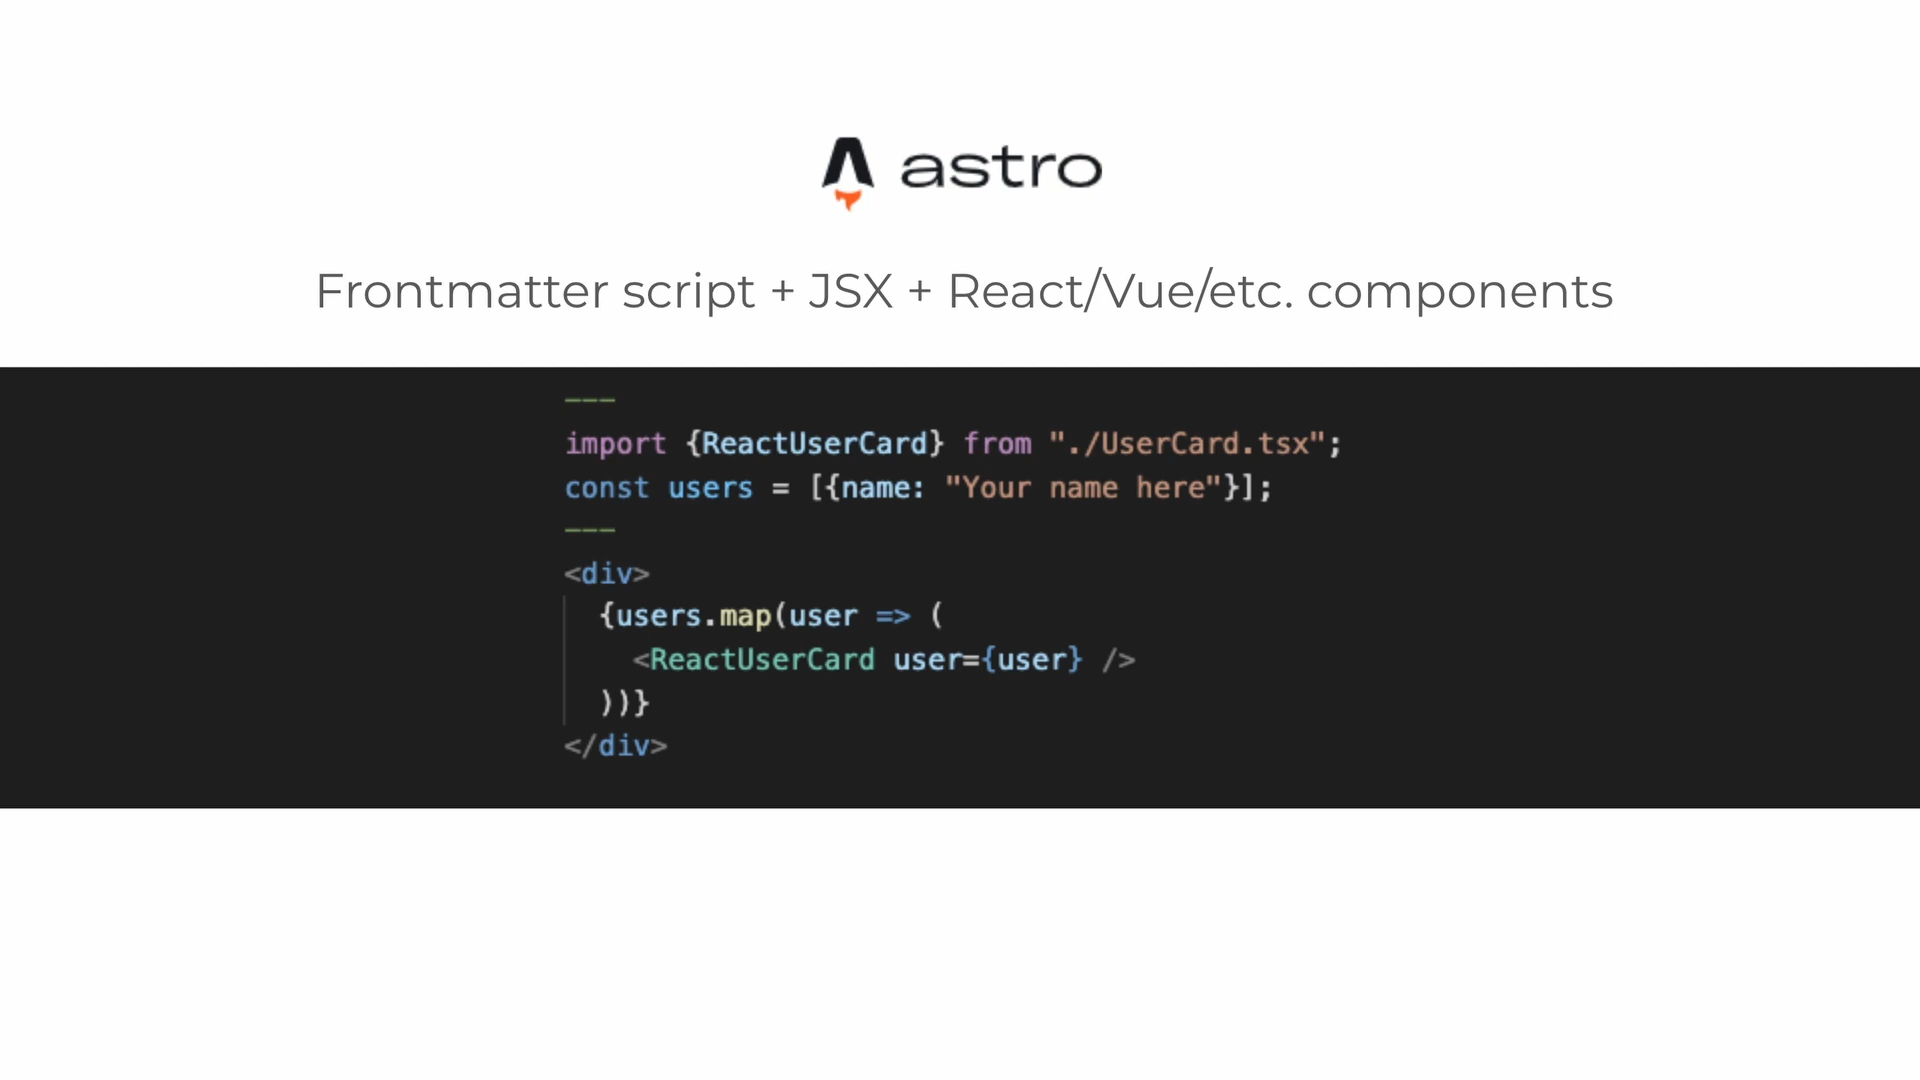 astro
Frontmatter script + JSX + React/Vue/etc. components
---
import {ReactUserCard} from "./UserCard.tsx";
const users = [{name: "Your name here"}];
---
<div>
  {users.map(user => (
    <ReactUserCard user={user} />
  ))}
</div>